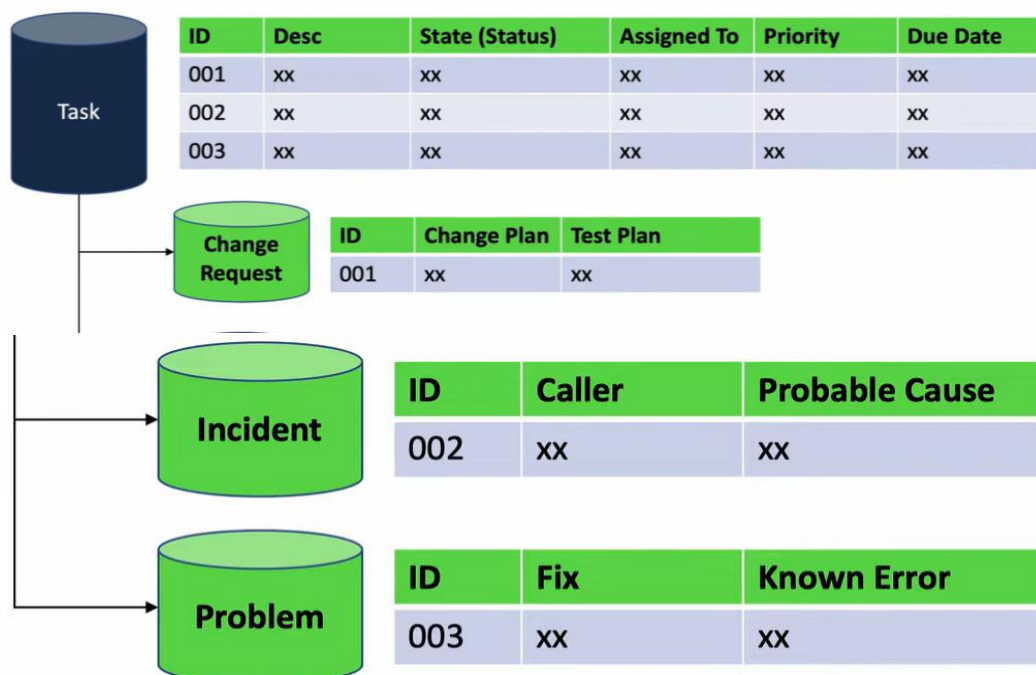 Task
ID Desc State (Status) Assigned To Priority Due Date
001 xx xx xx xx xx
002 xx xx xx xx xx
003 xx xx xx xx xx
Change
Request
ID Change Plan Test Plan
001 xx xx
Incident
ID Caller Probable Cause
002 xx xx
Problem
ID Fix Known Error
003 xx xx